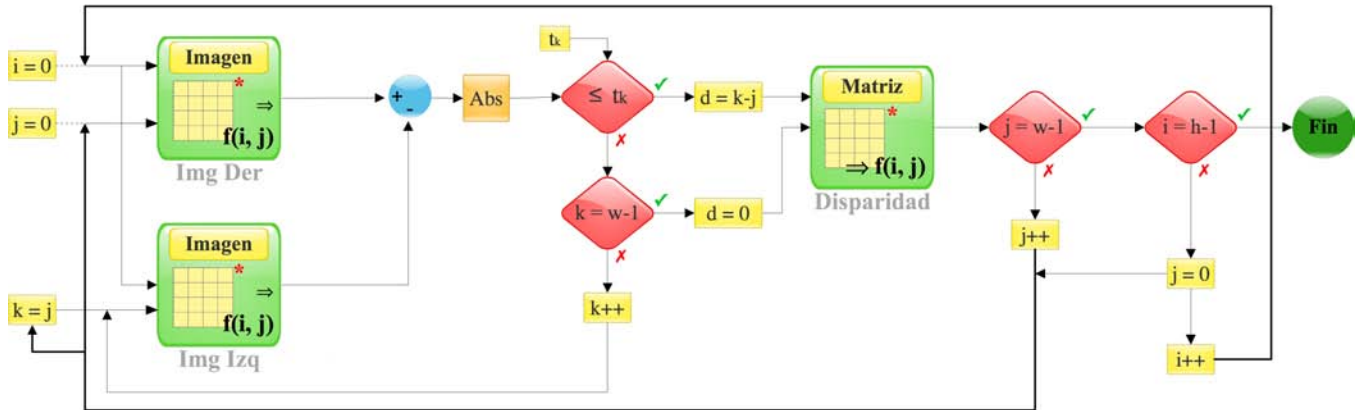 i = 0
j = 0
k = j
Imagen
*
⇒
f(i, j)
Img Der
Imagen
*
⇒
f(i, j)
Img Izq
+
-
Abs
tk
≤ tk
✓
✗
k = w-1
✓
✗
k++
d = k-j
d = 0
Matriz
*
⇒ f(i, j)
Disparidad
j = w-1
✓
✗
j++
i = h-1
✓
✗
j = 0
i++
Fin